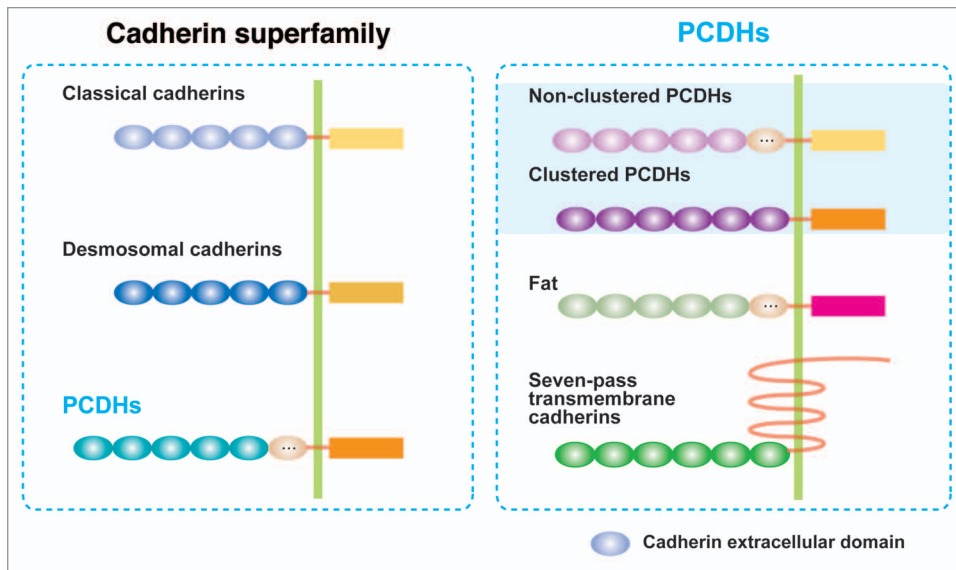 Cadherin superfamily
Classical cadherins
Desmosomal cadherins
PCDHs
...
PCDHs
Non-clustered PCDHs
...
Clustered PCDHs
Fat
...
Seven-pass
transmembrane
cadherins
Cadherin extracellular domain